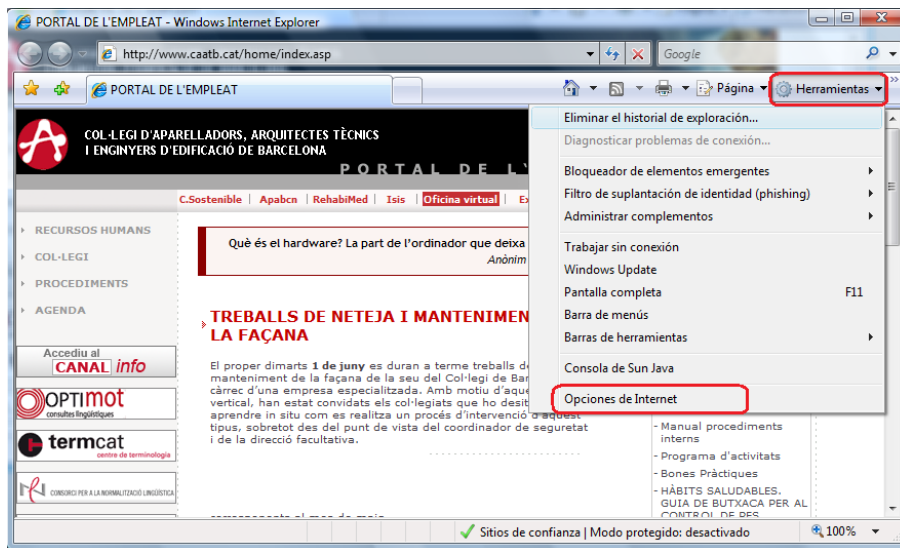 PORTAL DE L'EMPLEAT - Windows Internet Explorer
http://www.caatb.cat/home/index.asp
Google
PORTAL DE L'EMPLEAT
Página
Herramientas
»
COL·LEGI D'APARELLADORS, ARQUITECTES TÈCNICS
I ENGINYERS D'EDIFICACIÓ DE BARCELONA
PORTAL DE L'
C.Sostenible | Apabcn | RehabiMed | Isis | Oficina virtual |
RECURSOS HUMANS
COL·LEGI
PROCEDIMENTS
AGENDA
Accediu al
CANAL info
OPTIMOT
consultes lingüístiques
termcat
centre de terminologia
CONSORCI PER A LA NORMALITZACIÓ LINGÜÍSTICA
Què és el hardware? La part de l'ordinador que deixa
Anònim
TREBALLS DE NETEJA I MANTENIMEN
LA FAÇANA
El proper dimarts 1 de juny es duran a terme treballs de
manteniment de la façana de la seu del Col·legi de Bar
càrrec d'una empresa especialitzada. Amb motiu d'aque
vertical, han estat convidats els col·legiats que ho desit
aprendre in situ com es realitza un procés d'intervenció d'aquest
tipus, sobretot des del punt de vista del coordinador de seguretat
i de la direcció facultativa.
Eliminar el historial de exploración...
Diagnosticar problemas de conexión...
Bloqueador de elementos emergentes
Filtro de suplantación de identidad (phishing)
Administrar complementos
Trabajar sin conexión
Windows Update
Pantalla completa F11
Barra de menús
Barras de herramientas
Consola de Sun Java
Opciones de Internet
- Manual procediments
interns
- Programa d'activitats
- Bones Pràctiques
- HÀBITS SALUDABLES.
GUIA DE BUTXACA PER AL
CONTROL DE PES
Sitios de confianza | Modo protegido: desactivado
100%